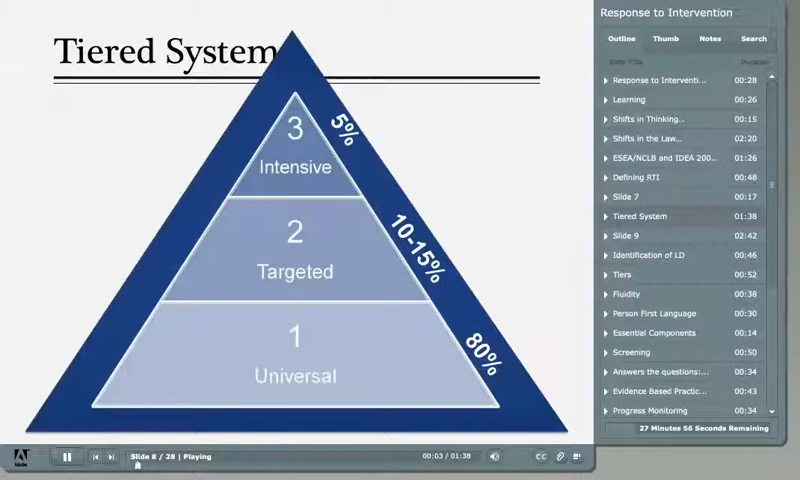 Tiered System
3
Intensive
5%
2
Targeted
10-15%
1
Universal
80%
Response to Intervention
Outline Thumb Notes Search
Slide Title Duration
Response to Interventi... 00:28
Learning 00:26
Shifts in Thinking... 00:15
Shifts in the Law... 02:20
ESEA/NCLB and IDEA 200... 01:26
Defining RTI 00:48
Slide 7 00:17
Tiered System 01:38
Slide 9 02:42
Identification of LD 00:46
Tiers 00:52
Fluidity 00:38
Person First Language 00:30
Essential Components 00:14
Screening 00:50
Answers the questions:... 00:34
Evidence Based Practic... 00:43
Progress Monitoring 00:34
27 Minutes 56 Seconds Remaining
Adobe
Slide 8 / 28 | Playing
00:03 / 01:38
CC